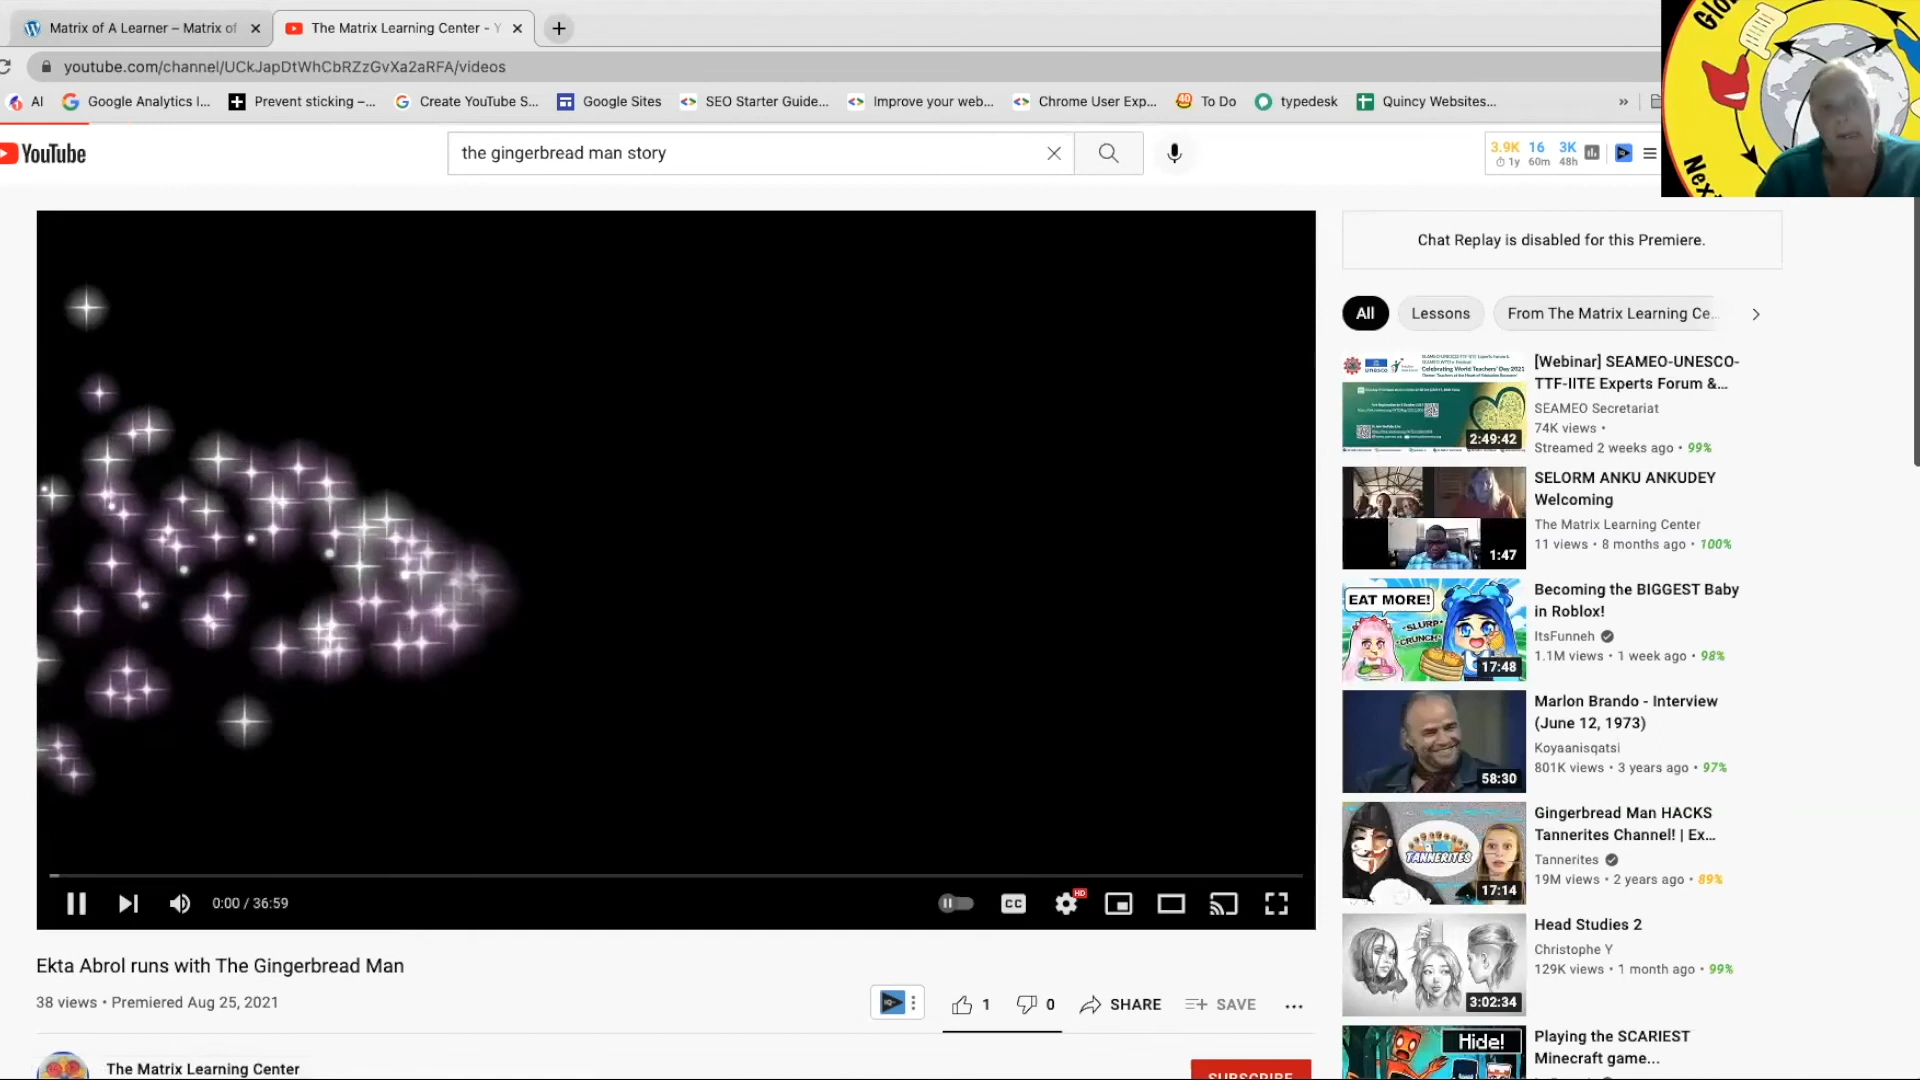 Matrix of A Learner – Matrix of
The Matrix Learning Center - Y
youtube.com/channel/UCkJapDtWhCbRZzGvXa2aRFA/videos
AI
Google Analytics I...
Prevent sticking –...
Create YouTube S...
Google Sites
SEO Starter Guide...
Improve your web...
Chrome User Exp...
To Do
typedesk
Quincy Websites...
»
YouTube
the gingerbread man story
3.9K 16 3K
1y 60m 48h
Glo
Nex
Chat Replay is disabled for this Premiere.
All
Lessons
From The Matrix Learning Ce...
Celebrating World Teachers' Day 2021
2:49:42
[Webinar] SEAMEO-UNESCO-
TTF-IITE Experts Forum &...
SEAMEO Secretariat
74K views •
Streamed 2 weeks ago • 99%
1:47
SELORM ANKU ANKUDEY
Welcoming
The Matrix Learning Center
11 views • 8 months ago • 100%
EAT MORE!
*SLURP*
*CRUNCH*
17:48
Becoming the BIGGEST Baby
in Roblox!
ItsFunneh
1.1M views • 1 week ago • 98%
58:30
Marlon Brando - Interview
(June 12, 1973)
Koyaanisqatsi
801K views • 3 years ago • 97%
TANNERITES
17:14
Gingerbread Man HACKS
Tannerites Channel! | Ex...
Tannerites
19M views • 2 years ago • 89%
3:02:34
Head Studies 2
Christophe Y
129K views • 1 month ago • 99%
Hide!
Playing the SCARIEST
Minecraft game...
0:00 / 36:59
CC
HD
Ekta Abrol runs with The Gingerbread Man
38 views • Premiered Aug 25, 2021
1
0
SHARE
SAVE
The Matrix Learning Center
SUBSCRIBE